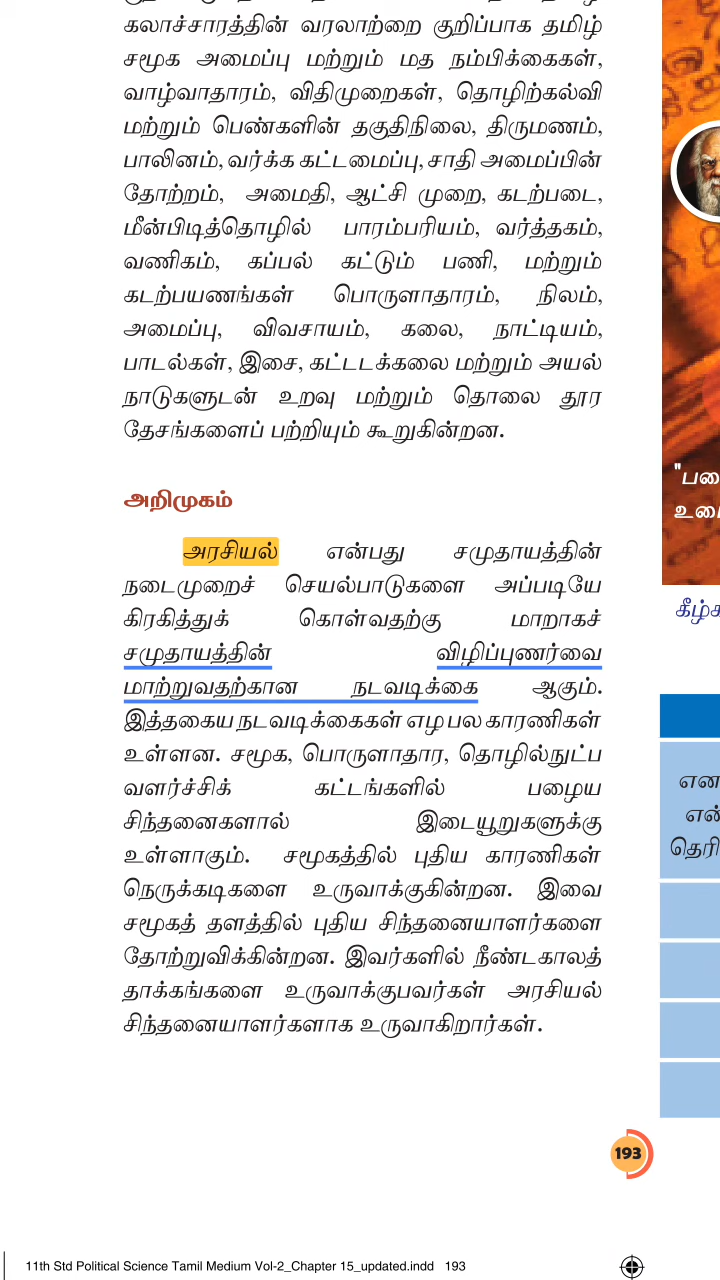 கலாச்சாரத்தின் வரலாற்றை குறிப்பாக தமிழ்
சமூக அமைப்பு மற்றும் மத நம்பிக்கைகள்,
வாழ்வாதாரம், விதிமுறைகள், தொழிற்கல்வி
மற்றும் பெண்களின் தகுதிநிலை, திருமணம்,
பாலினம், வர்க்க கட்டமைப்பு, சாதி அமைப்பின்
தோற்றம், அமைதி, ஆட்சி முறை, கடற்படை,
மீன்பிடித்தொழில் பாரம்பரியம், வர்த்தகம்,
வணிகம், கப்பல் கட்டும் பணி, மற்றும்
கடற்பயணங்கள் பொருளாதாரம், நிலம்,
அமைப்பு, விவசாயம், கலை, நாட்டியம்,
பாடல்கள், இசை, கட்டடக்கலை மற்றும் அயல்
நாடுகளுடன் உறவு மற்றும் தொலை தூர
தேசங்களைப் பற்றியும் கூறுகின்றன.
அறிமுகம்
அரசியல் என்பது சமுதாயத்தின்
நடைமுறைச் செயல்பாடுகளை அப்படியே
கிரகித்துக் கொள்வதற்கு மாறாகச்
சமுதாயத்தின் விழிப்புணர்வை
மாற்றுவதற்கான நடவடிக்கை ஆகும்.
இத்தகைய நடவடிக்கைகள் எழ பல காரணிகள்
உள்ளன. சமூக, பொருளாதார, தொழில்நுட்ப
வளர்ச்சிக் கட்டங்களில் பழைய
சிந்தனைகளால் இடையூறுகளுக்கு
உள்ளாகும். சமூகத்தில் புதிய காரணிகள்
நெருக்கடிகளை உருவாக்குகின்றன. இவை
சமூகத் தளத்தில் புதிய சிந்தனையாளர்களை
தோற்றுவிக்கின்றன. இவர்களில் நீண்டகாலத்
தாக்கங்களை உருவாக்குபவர்கள் அரசியல்
சிந்தனையாளர்களாக உருவாகிறார்கள்.
193
11th Std Political Science Tamil Medium Vol-2_Chapter 15_updated.indd 193